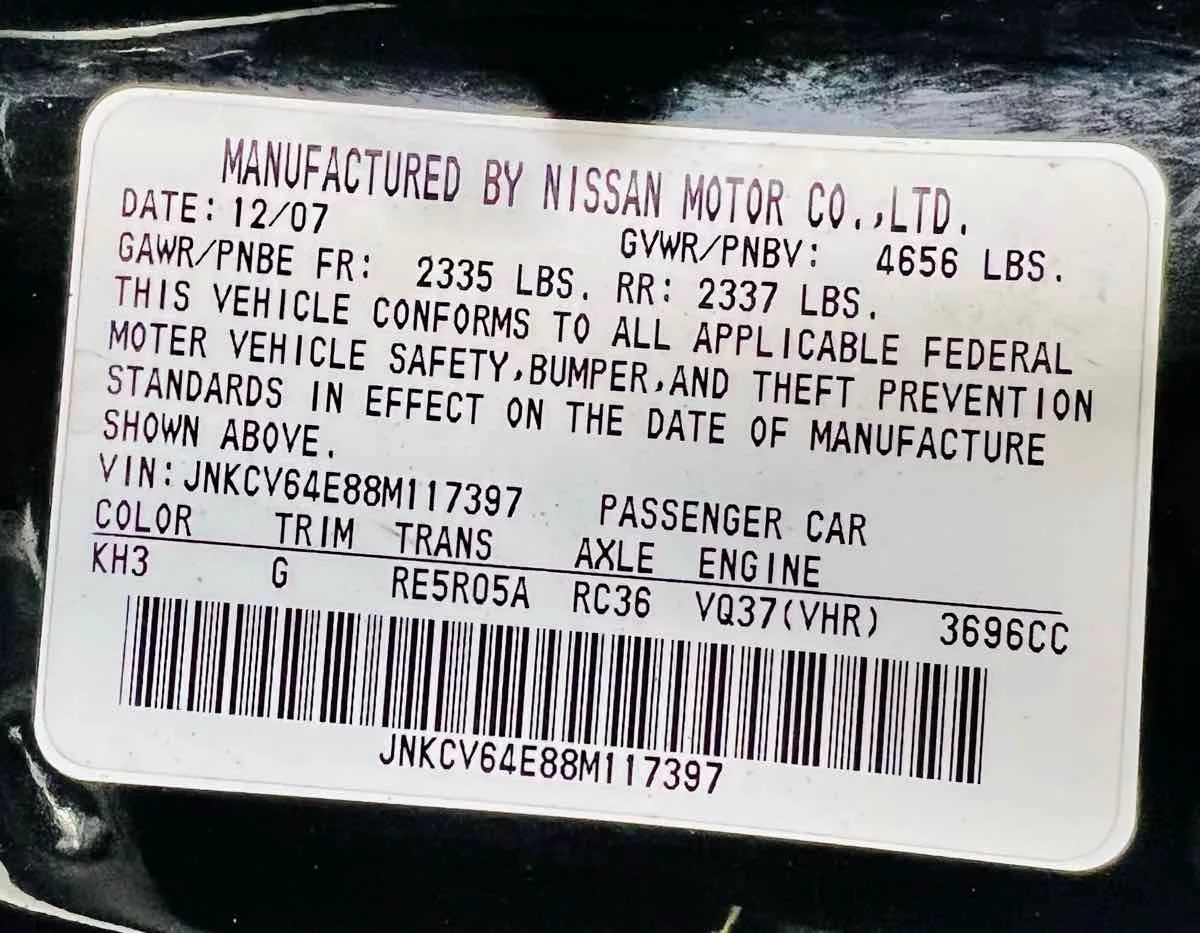 MANUFACTURED BY NISSAN MOTOR CO.,LTD.
DATE: 12/07 GVWR/PNBV: 4656 LBS.
GAWR/PNBE FR: 2335 LBS. RR: 2337 LBS.
THIS VEHICLE CONFORMS TO ALL APPLICABLE FEDERAL
MOTER VEHICLE SAFETY,BUMPER,AND THEFT PREVENTION
STANDARDS IN EFFECT ON THE DATE OF MANUFACTURE
SHOWN ABOVE.
VIN:JNKCV64E88M117397 PASSENGER CAR
COLOR TRIM TRANS AXLE ENGINE
KH3 G RE5R05A RC36 VQ37(VHR) 3696CC
JNKCV64E88M117397